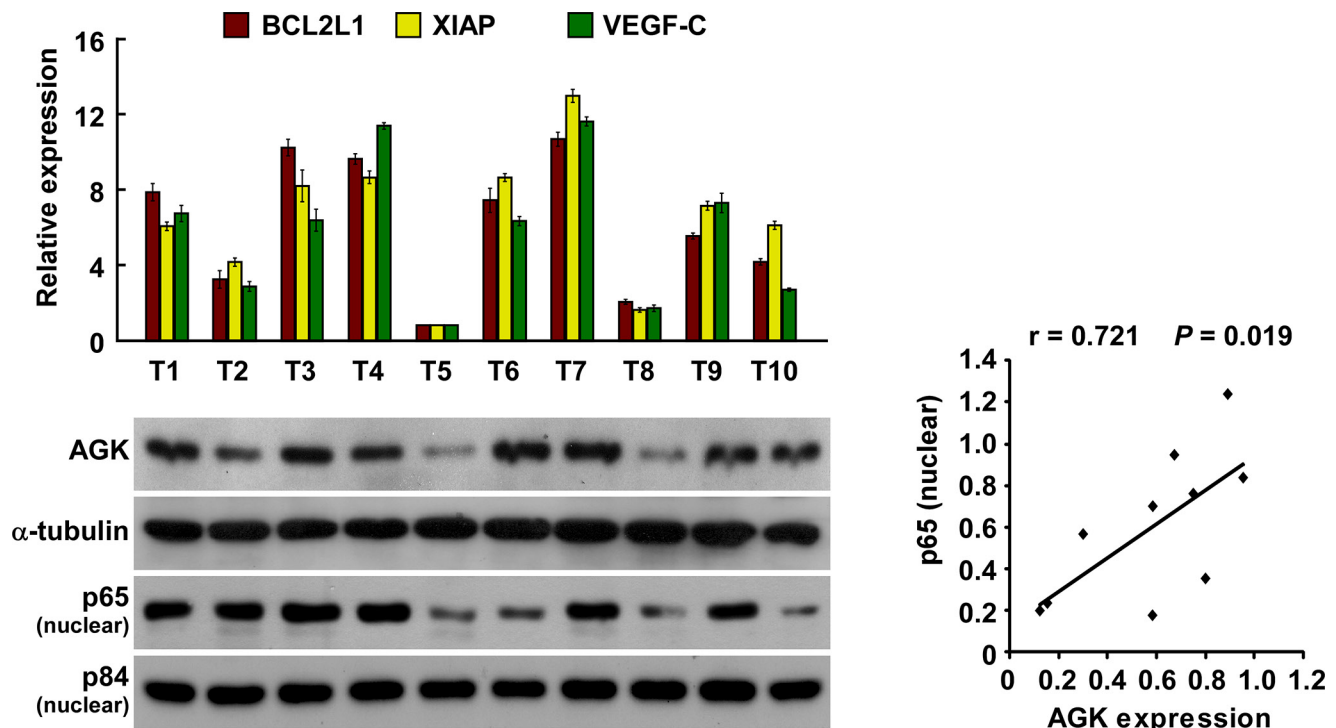 BCL2L1 XIAP VEGF-C
Relative expression
16
12
8
4
0
T1 T2 T3 T4 T5 T6 T7 T8 T9 T10
AGK
α-tubulin
p65
(nuclear)
p84
(nuclear)
r = 0.721 P = 0.019
p65 (nuclear)
1.4
1.2
1.0
0.8
0.6
0.4
0.2
0
0 0.2 0.4 0.6 0.8 1.0 1.2
AGK expression